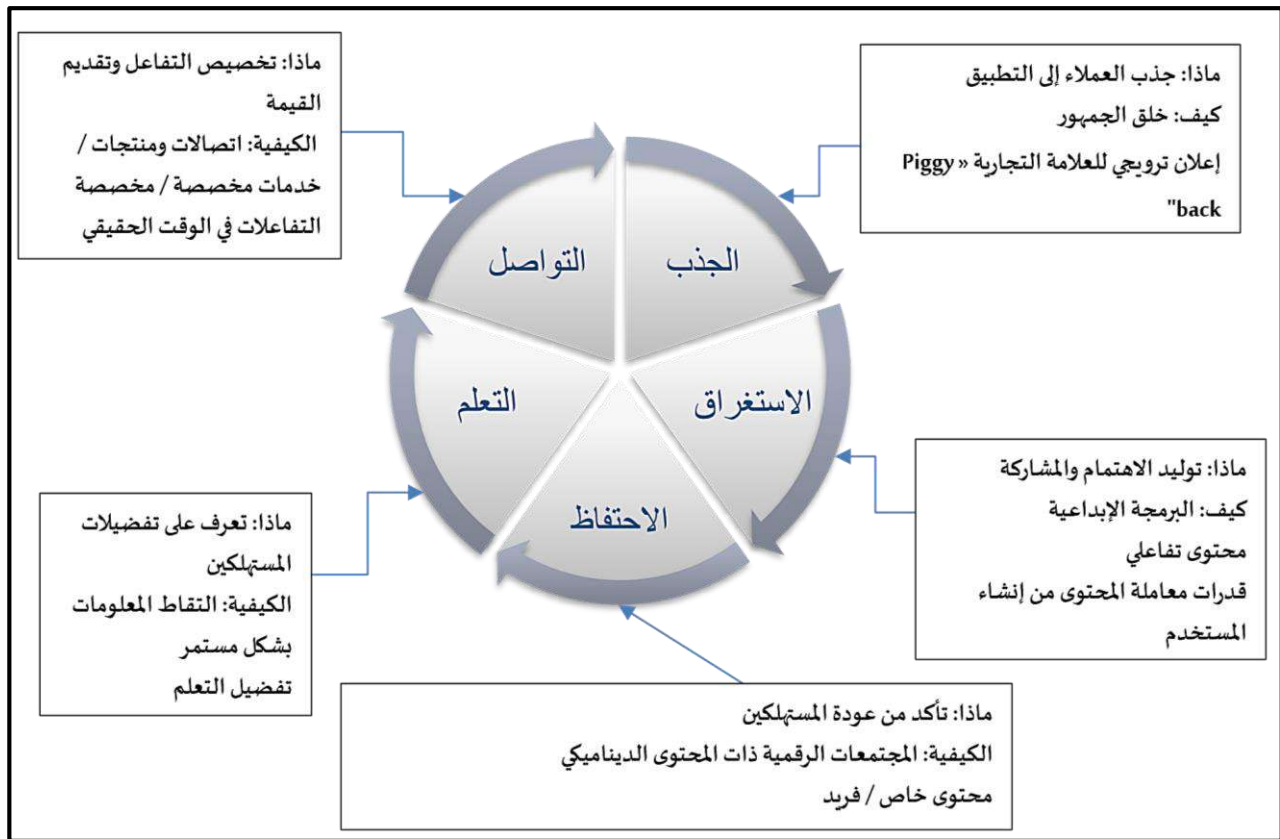 ماذا: تخصيص التفاعل وتقديم
القيمة
الكيفية: اتصالات ومنتجات /
خدمات مخصصة / مخصصة
التفاعلات في الوقت الحقيقي
ماذا: جذب العملاء إلى التطبيق
كيف: خلق الجمهور
إعلان ترويجي للعلامة التجارية « Piggy
back"
التواصل
الجذب
التعلم
الاستغراق
الاحتفاظ
ماذا: توليد الاهتمام والمشاركة
كيف: البرمجة الإبداعية
محتوى تفاعلي
قدرات معاملة المحتوى من إنشاء
المستخدم
ماذا: تعرف على تفضيلات
المستهلكين
الكيفية: التقاط المعلومات
بشكل مستمر
تفضيل التعلم
ماذا: تأكد من عودة المستهلكين
الكيفية: المجتمعات الرقمية ذات المحتوى الديناميكي
محتوى خاص / فريد